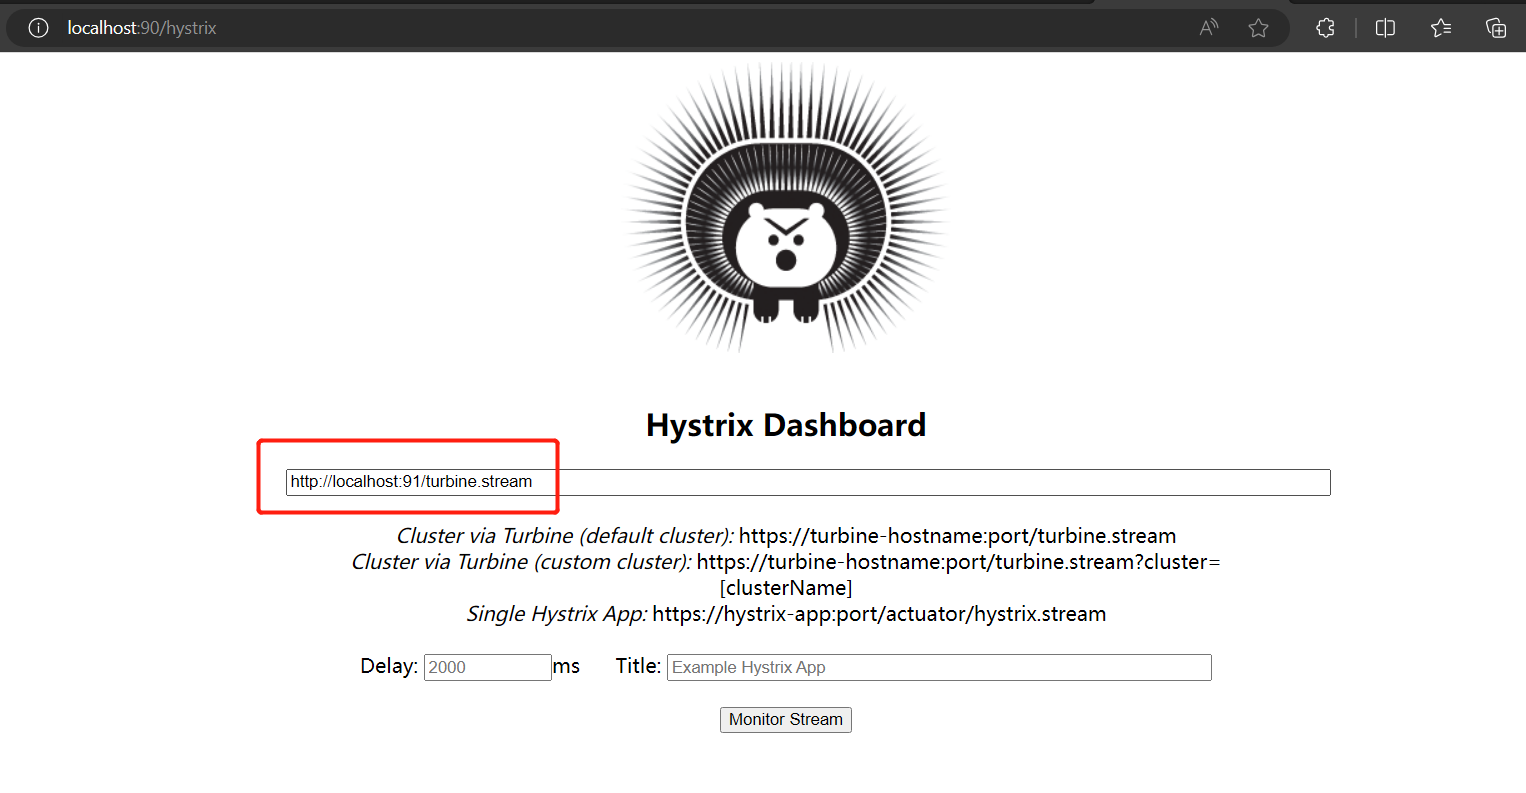 localhost:90/hystrix
Hystrix Dashboard
http://localhost:91/turbine.stream
Cluster via Turbine (default cluster): https://turbine-hostname:port/turbine.stream
Cluster via Turbine (custom cluster): https://turbine-hostname:port/turbine.stream?cluster=
[clusterName]
Single Hystrix App: https://hystrix-app:port/actuator/hystrix.stream
Delay: 2000 ms Title: Example Hystrix App
Monitor Stream